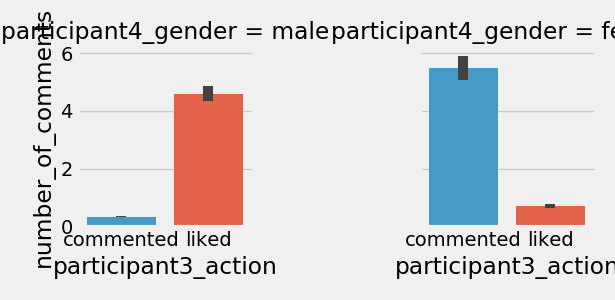 participant4_gender = male
participant4_gender = fe
number_of_comments
6
4
2
0
commented liked
participant3_action
commented liked
participant3_action